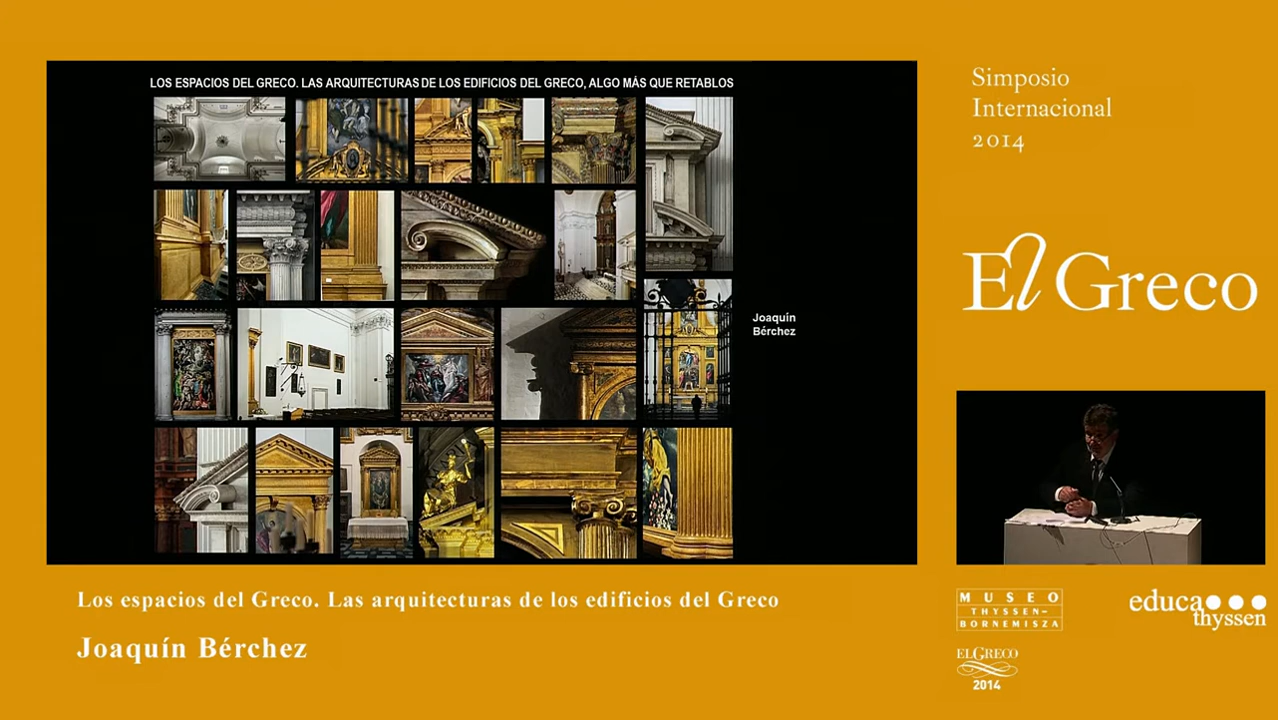 LOS ESPACIOS DEL GRECO. LAS ARQUITECTURAS DE LOS EDIFICIOS DEL GRECO, ALGO MÁS QUE RETABLOS
Joaquín
Bérchez
Simposio
Internacional
2014
El Greco
Los espacios del Greco. Las arquitecturas de los edificios del Greco
Joaquín Bérchez
MUSEO
THYSSEN-
BORNEMISZA
educa
thyssen
ELGRECO
2014